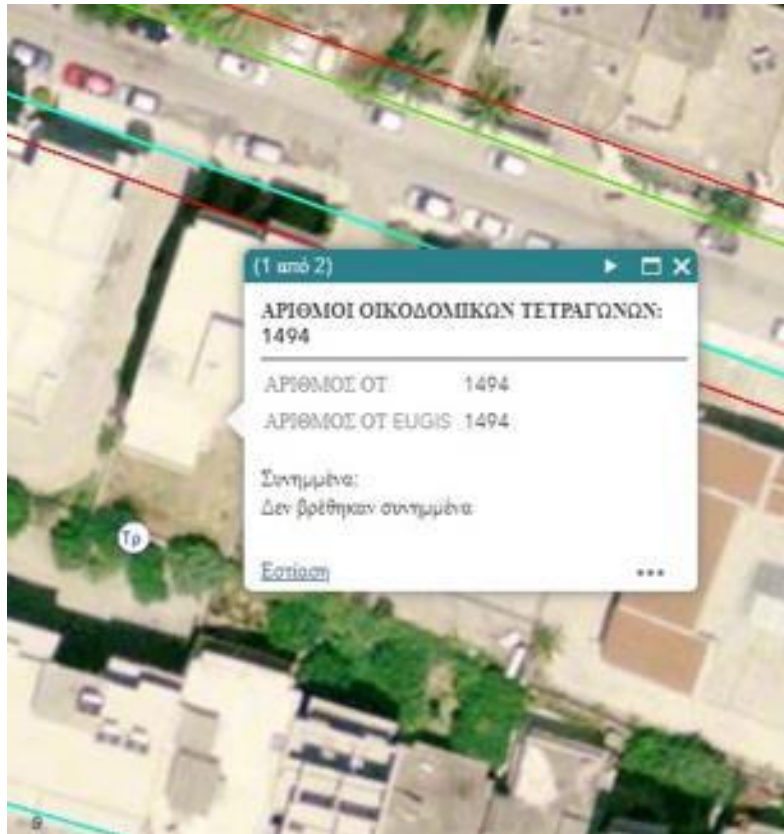 (1 από 2)
ΑΡΙΘΜΟΙ ΟΙΚΟΔΟΜΙΚΩΝ ΤΕΤΡΑΓΩΝΩΝ:
1494
ΑΡΙΘΜΟΣ ΟΤ 1494
ΑΡΙΘΜΟΣ ΟΤ EUGIS 1494
Συνημμένα:
Δεν βρέθηκαν συνημμένα
Τρ
Εστίαση